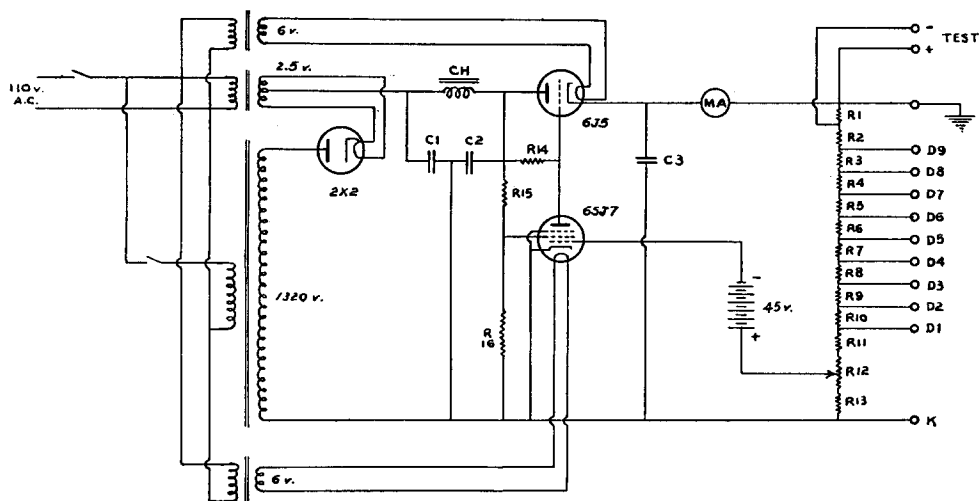 110 v.
A.C.
6 v.
2.5 v.
2X2
1320 v.
6 v.
CH
C1
C2
R14
R15
R
16
6J5
6SJ7
C3
MA
45 v.
-
+
-
+
TEST
R1
R2
R3
R4
R5
R6
R7
R8
R9
R10
R11
R12
R13
D9
D8
D7
D6
D5
D4
D3
D2
D1
K